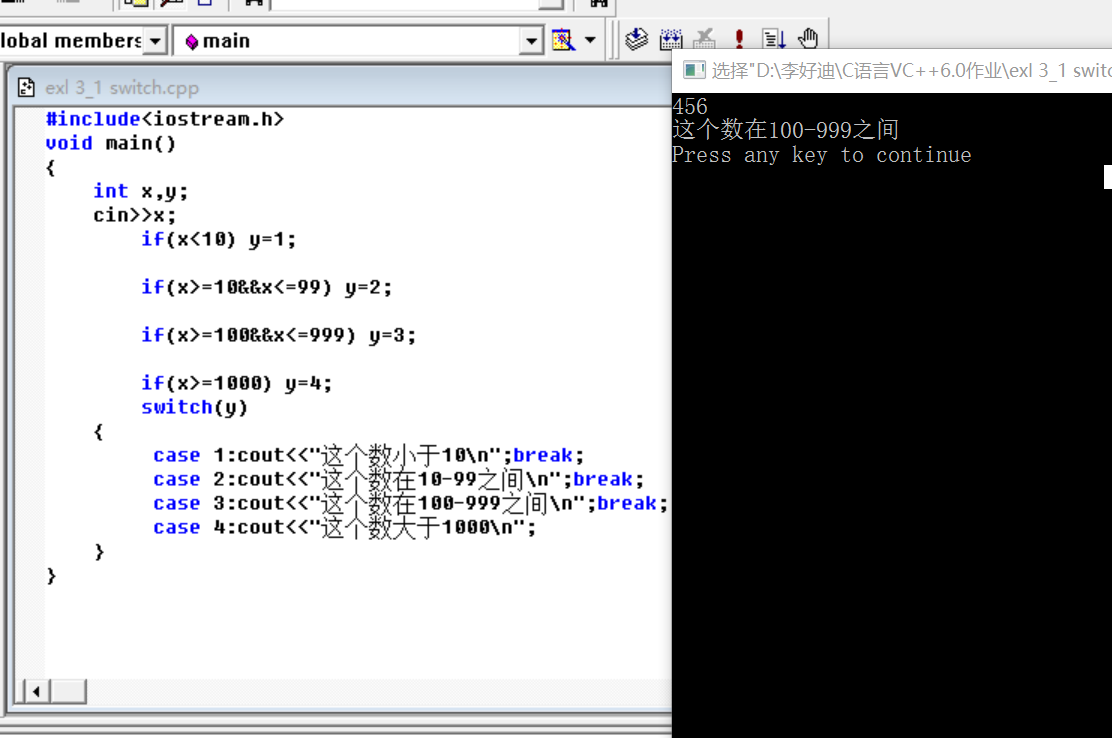 lobal members
main
exl 3_1 switch.cpp
#include<iostream.h>
void main()
{
int x,y;
cin>>x;
if(x<10) y=1;
if(x>=10&&x<=99) y=2;
if(x>=100&&x<=999) y=3;
if(x>=1000) y=4;
switch(y)
{
case 1:cout<<"这个数小于10\n";break;
case 2:cout<<"这个数在10-99之间\n";break;
case 3:cout<<"这个数在100-999之间\n";break;
case 4:cout<<"这个数大于1000\n";
}
}
选择"D:\李好迪\C语言VC++6.0作业\exl 3_1 switc
456
这个数在100-999之间
Press any key to continue